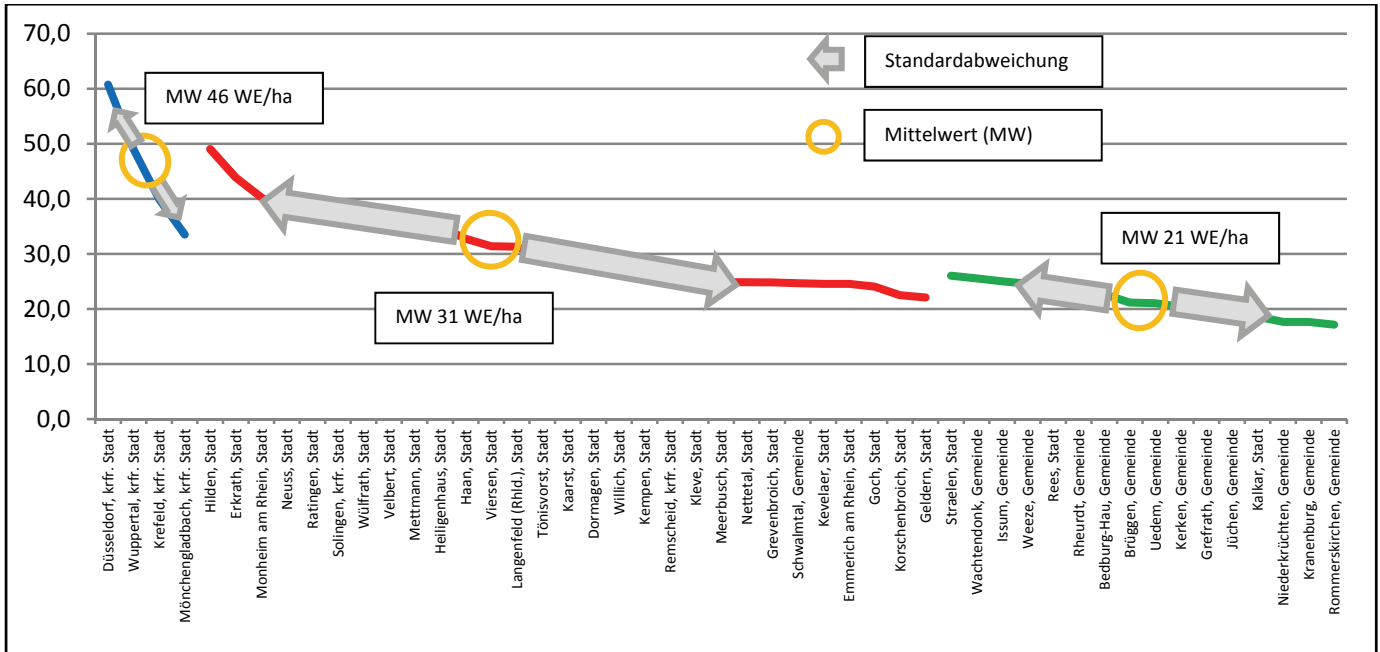 70,0
60,0
50,0
40,0
30,0
20,0
10,0
0,0
MW 46 WE/ha
Standardabweichung
Mittelwert (MW)
MW 31 WE/ha
MW 21 WE/ha
Düsseldorf, krfr. Stadt
Wuppertal, krfr. Stadt
Krefeld, krfr. Stadt
Mönchengladbach, krfr. Stadt
Hilden, Stadt
Erkrath, Stadt
Monheim am Rhein, Stadt
Neuss, Stadt
Ratingen, Stadt
Solingen, krfr. Stadt
Wülfrath, Stadt
Velbert, Stadt
Mettmann, Stadt
Heiligenhaus, Stadt
Haan, Stadt
Viersen, Stadt
Langenfeld (Rhld.), Stadt
Tönisvorst, Stadt
Kaarst, Stadt
Dormagen, Stadt
Willich, Stadt
Kempen, Stadt
Remscheid, krfr. Stadt
Kleve, Stadt
Meerbusch, Stadt
Nettetal, Stadt
Grevenbroich, Stadt
Schwalmtal, Gemeinde
Kevelaer, Stadt
Emmerich am Rhein, Stadt
Goch, Stadt
Korschenbroich, Stadt
Geldern, Stadt
Straelen, Stadt
Wachtendonk, Gemeinde
Issum, Gemeinde
Weeze, Gemeinde
Rees, Stadt
Rheurdt, Gemeinde
Bedburg-Hau, Gemeinde
Brüggen, Gemeinde
Uedem, Gemeinde
Kerken, Gemeinde
Grefrath, Gemeinde
Jüchen, Gemeinde
Kalkar, Stadt
Niederkrüchten, Gemeinde
Kranenburg, Gemeinde
Rommerskirchen, Gemeinde